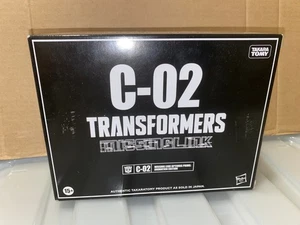 TAKARA
TOMY
C-02
TRANSFORMERS
MISSING LINK
C-02
15+
AUTHENTIC TAKARATOMY PRODUCT AS SOLD IN JAPAN.
Hasbro